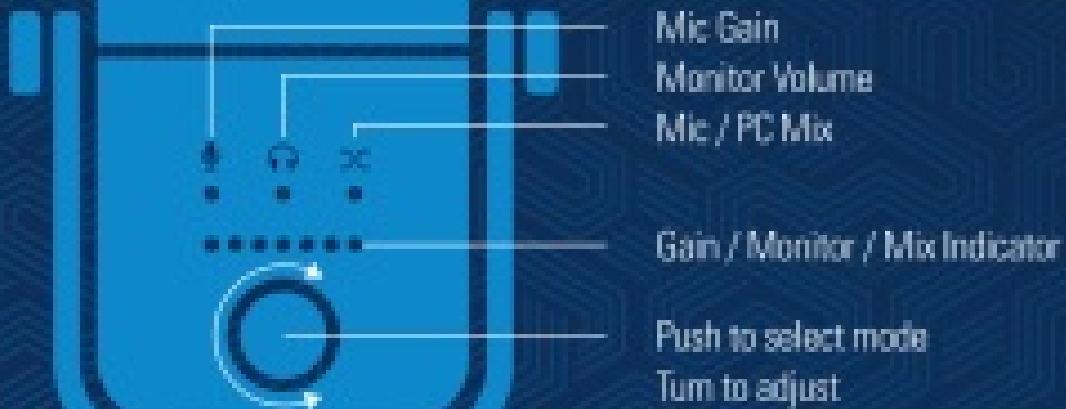 Mic Gain
Monitor Volume
Mic / PC Mix
Gain / Monitor / Mix Indicator
Push to select mode
Turn to adjust